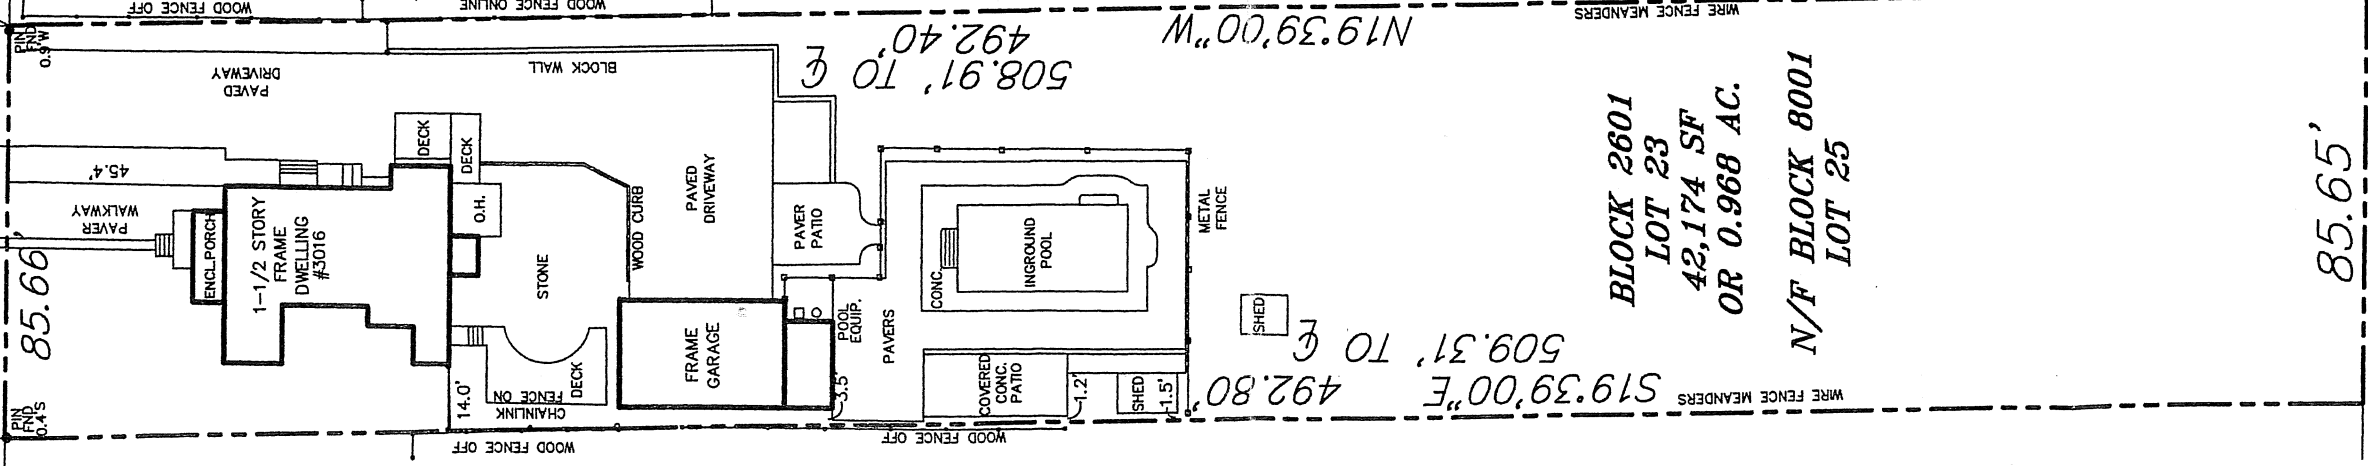 WOOD FENCE OFF
WOOD FENCE ONLINE
WIRE FENCE MEANDERS
PIN
FND
0.9'W
N19°39'00"W
492.40'
508.91' TO ℄
PAVED
DRIVEWAY
BLOCK WALL
45.4'
PAVER
WALKWAY
85.66'
ENCL.PORCH
1-1/2 STORY
FRAME
DWELLING
#3016
DECK
DECK
O.H.
STONE
WOOD CURB
PAVED
DRIVEWAY
PAVER
PATIO
CONC.
INGROUND
POOL
METAL
FENCE
SHED
FRAME
GARAGE
POOL
EQUIP.
PAVERS
3.5'
COVERED
CONC.
PATIO
1.2'
SHED
1.5'
DECK
14.0'
CHAINLINK
FENCE ON
PIN
FND
0.4'S
WOOD FENCE OFF
WOOD FENCE OFF
509.31' TO ℄
S19°39'00"E
492.80'
WIRE FENCE MEANDERS
BLOCK 2601
LOT 23
42,174 SF
OR 0.968 AC.
N/F BLOCK 8001
LOT 25
85.65'